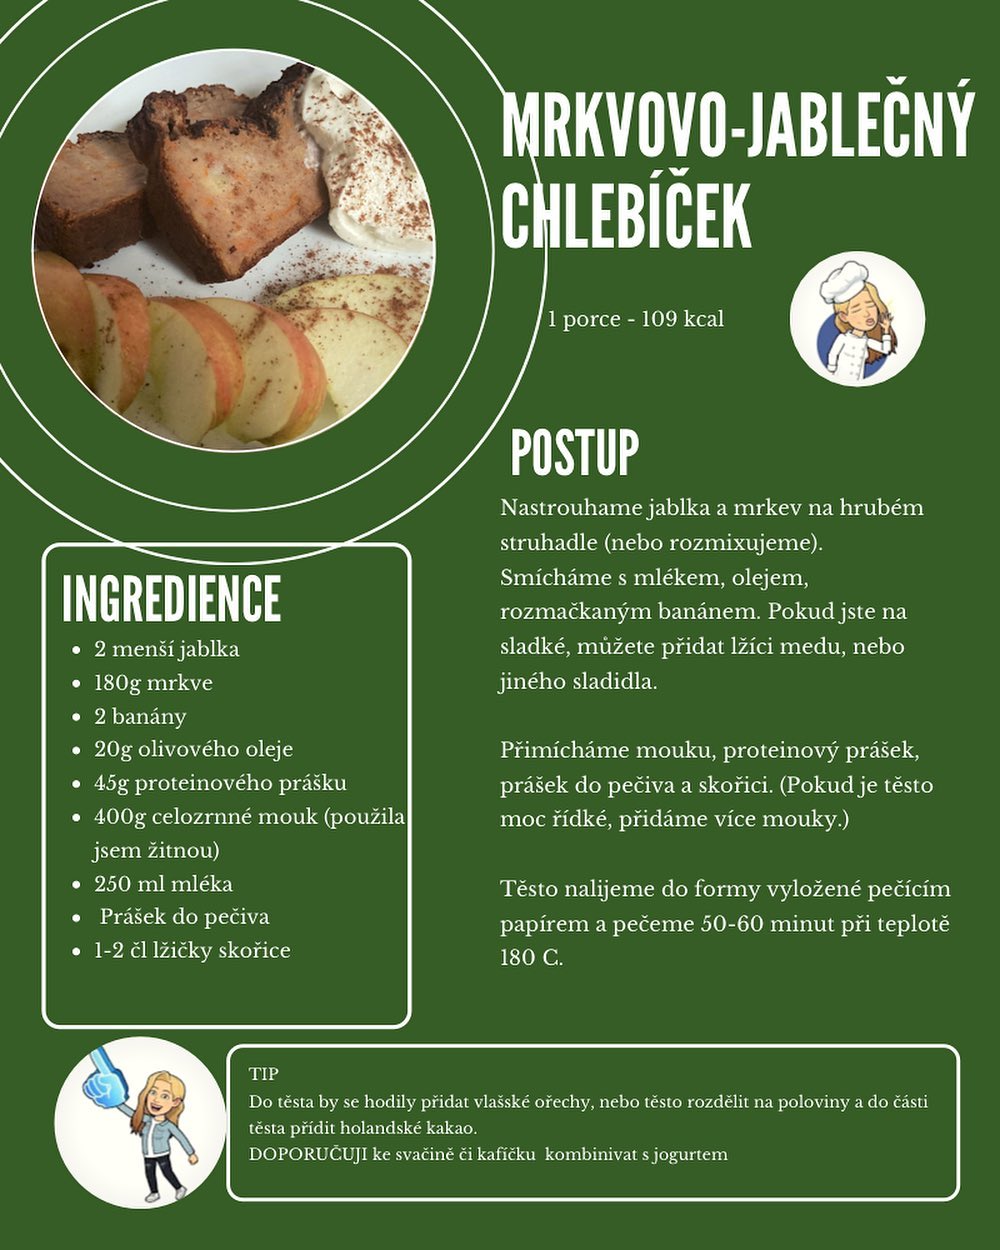 MRKVOVO-JABLEČNÝ
CHLEBÍČEK
1 porce - 109 kcal
POSTUP
Nastrouhame jablka a mrkev na hrubém
struhadle (nebo rozmixujeme).
Smícháme s mlékem, olejem,
rozmačkaným banánem. Pokud jste na
sladké, můžete přidat lžíci medu, nebo
jiného sladidla.
Přimícháme mouku, proteinový prášek,
prášek do pečiva a skořici. (Pokud je těsto
moc řídké, přidáme více mouky.)
Těsto nalijeme do formy vyložené pečícím
papírem a pečeme 50-60 minut při teplotě
180 C.
INGREDIENCE
• 2 menší jablka
• 180g mrkve
• 2 banány
• 20g olivového oleje
• 45g proteinového prášku
• 400g celozrnné mouk (použila
jsem žitnou)
• 250 ml mléka
• Prášek do pečiva
• 1-2 čl lžičky skořice
TIP
Do těsta by se hodily přidat vlašské ořechy, nebo těsto rozdělit na poloviny a do části
těsta přídit holandské kakao.
DOPORUČUJI ke svačině či kafíčku kombinivat s jogurtem